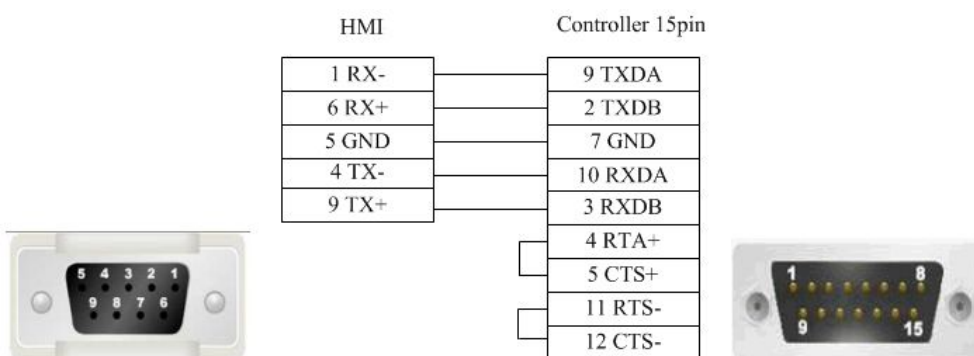 HMI
Controller 15pin
1 RX-
9 TXDA
6 RX+
2 TXDB
5 GND
7 GND
4 TX-
10 RXDA
9 TX+
3 RXDB
4 RTA+
5 CTS+
11 RTS-
12 CTS-
5 4 3 2 1
9 8 7 6
1 8
9 15